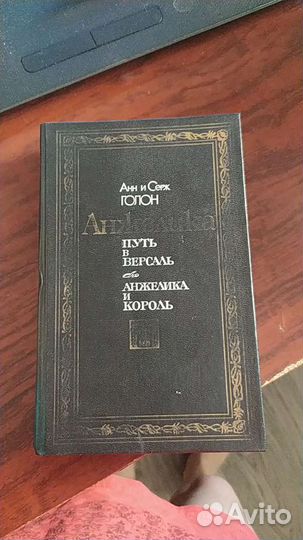 Анн и Серж
ГОЛОН
Анжелика
ПУТЬ
В
ВЕРСАЛЬ
АНЖЕЛИКА
И
КОРОЛЬ
Avito